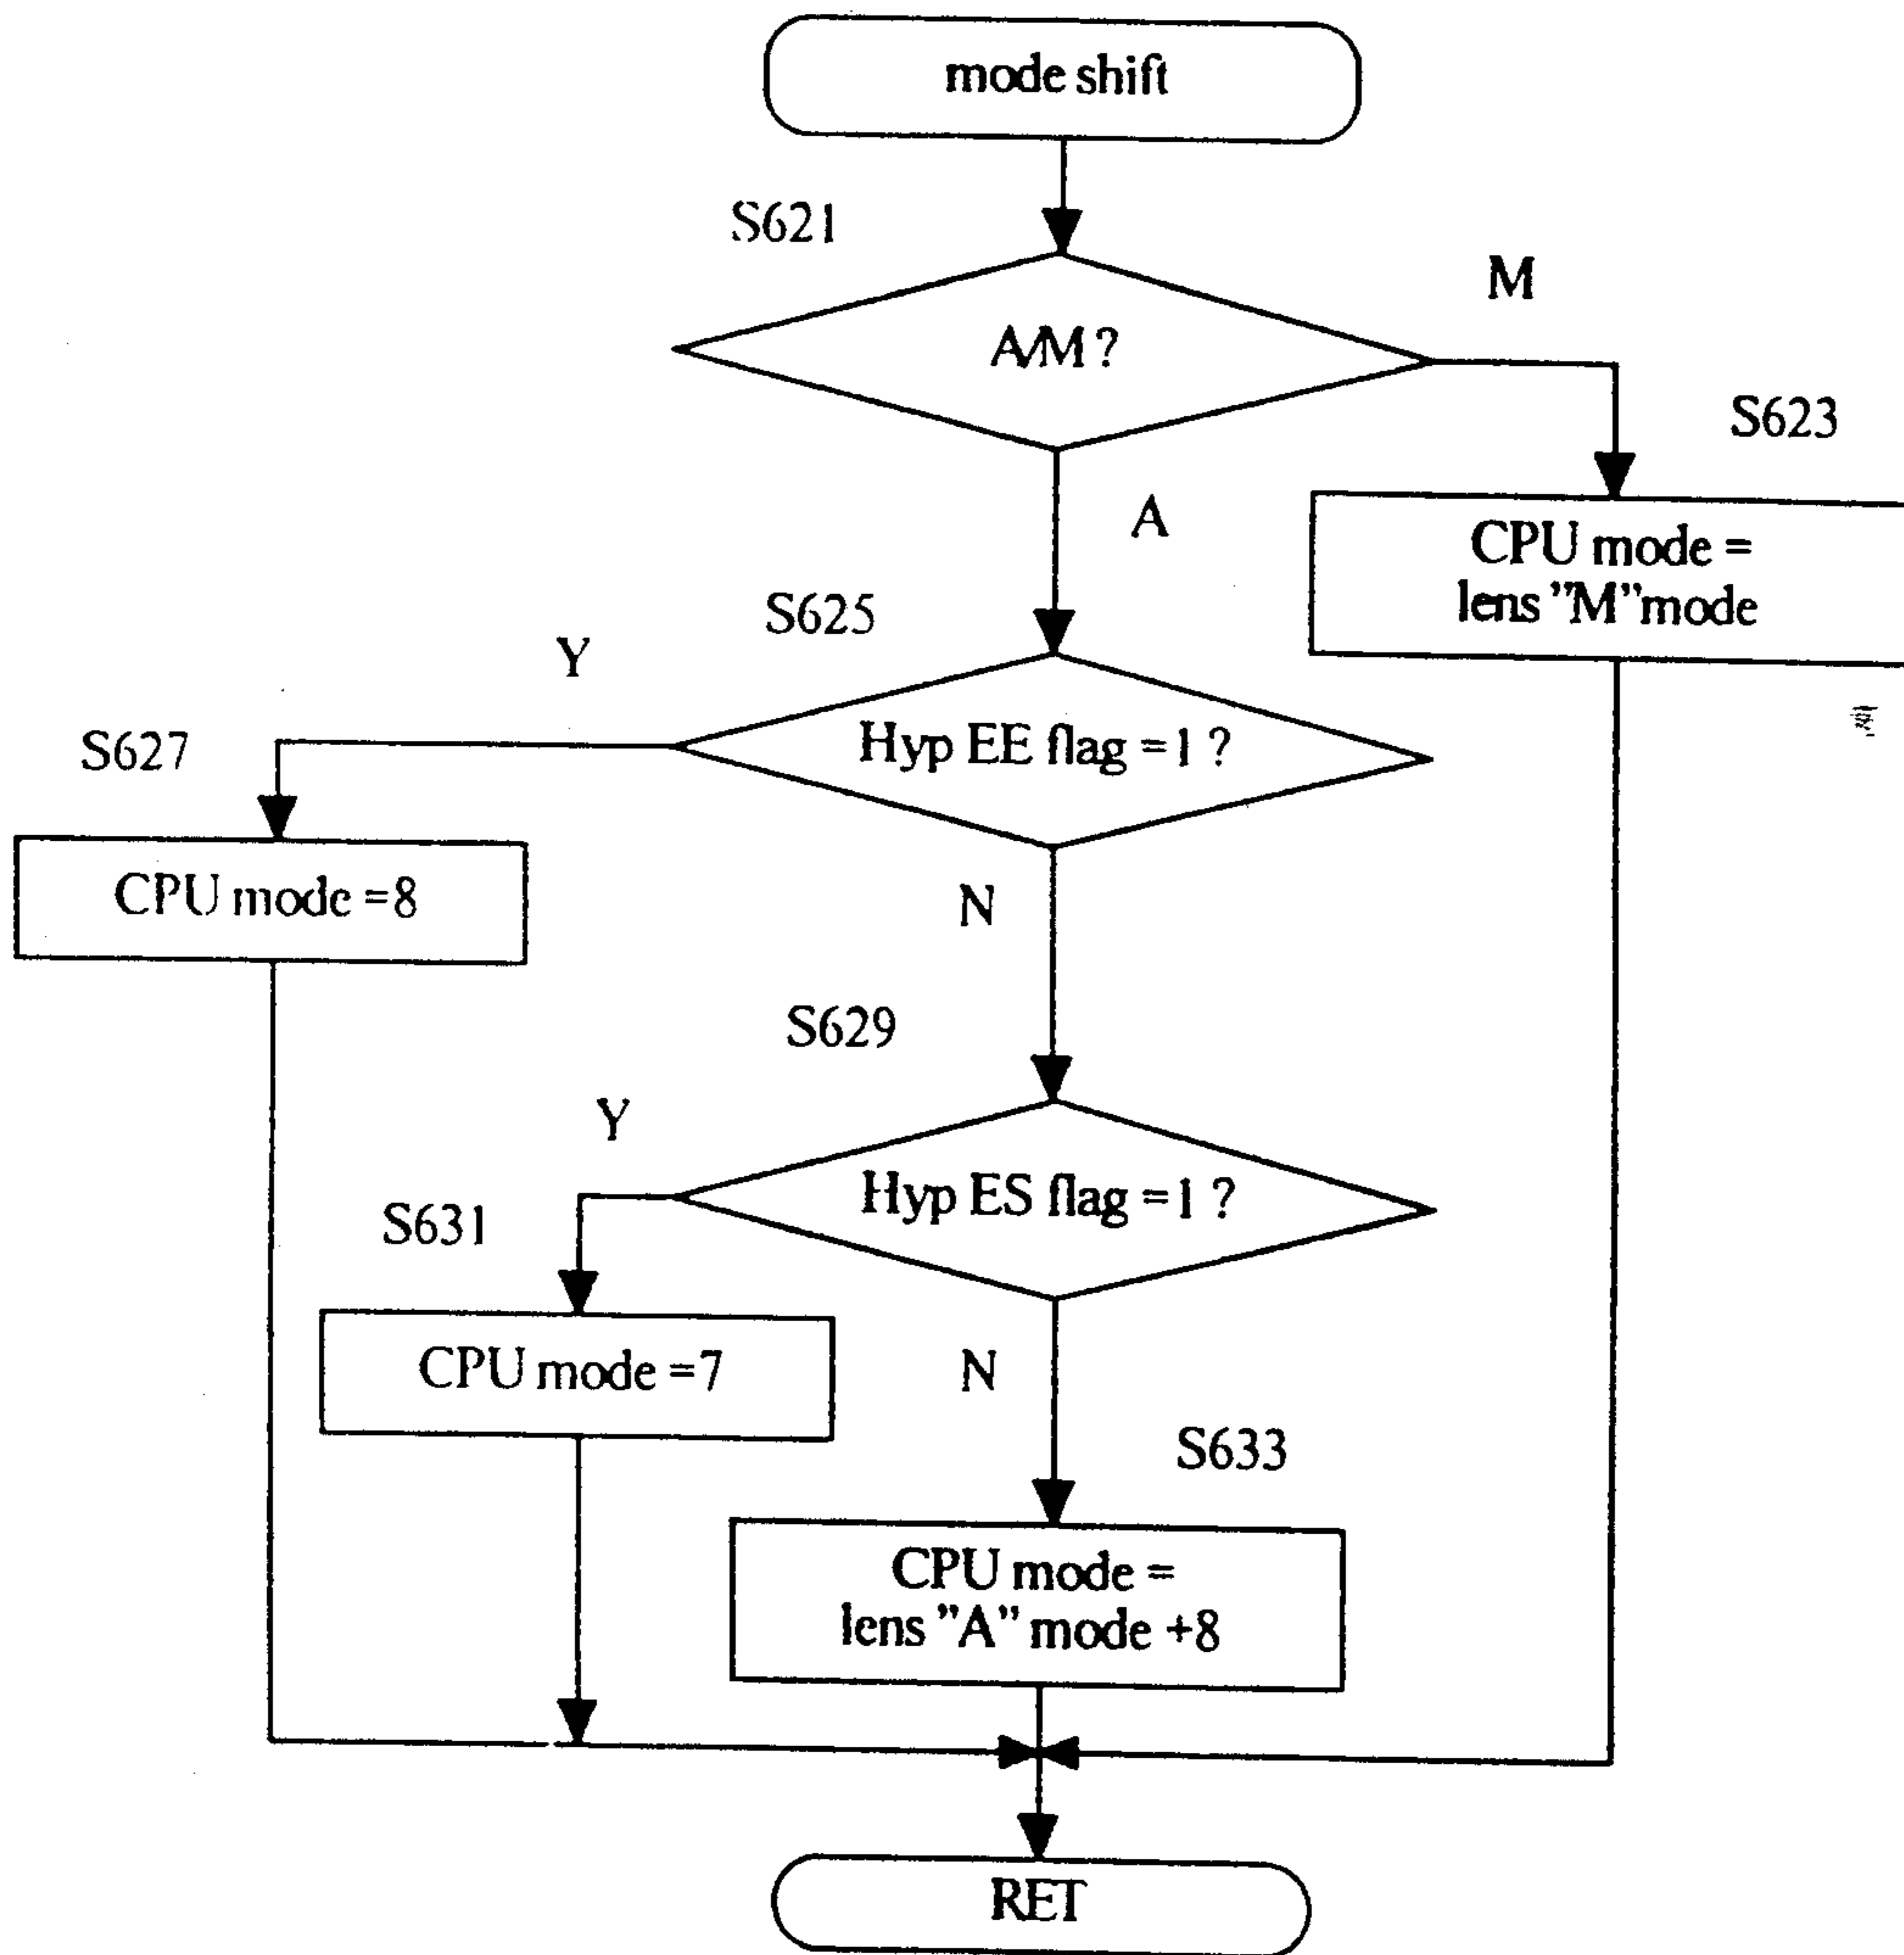 mode shift
S621
M
A/M ?
S623
A
CPU mode =
lens "M" mode
S625
Y
Hyp EE flag =1 ?
S627
CPU mode =8
N
S629
Y
Hyp ES flag =1 ?
S631
CPU mode =7
N
S633
CPU mode =
lens "A" mode +8
RET